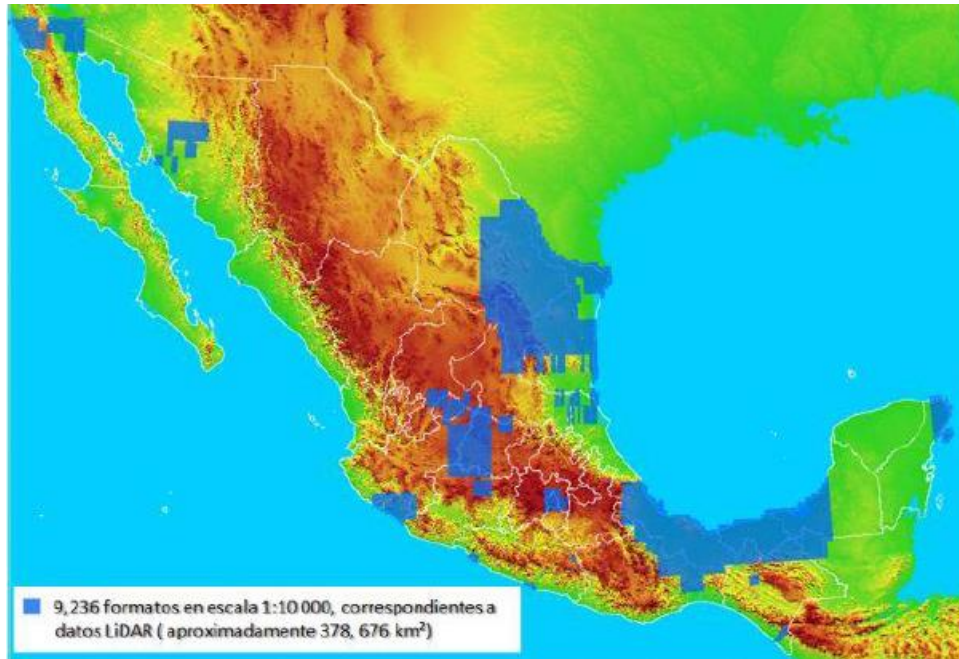 9,236 formatos en escala 1:10 000, correspondientes a
datos LiDAR ( aproximadamente 378, 676 km²)